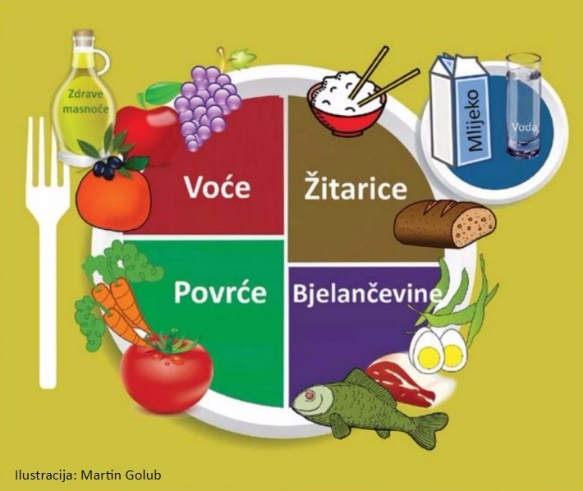 Zdrave
masnoće
Voće
Žitarice
Mlijeko
Voda
Povrće
Bjelančevine
Ilustracija: Martin Golub